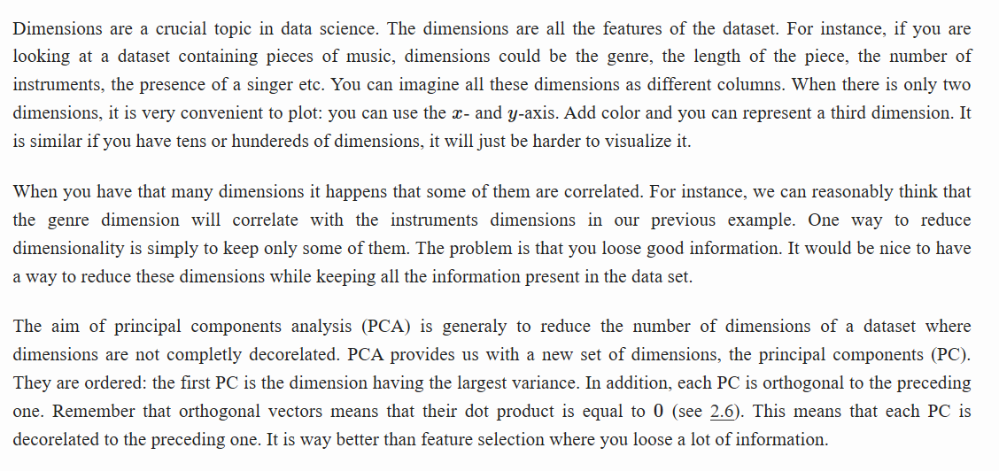 Dimensions are a crucial topic in data science. The dimensions are all the features of the dataset. For instance, if you are
looking at a dataset containing pieces of music, dimensions could be the genre, the length of the piece, the number of
instruments, the presence of a singer etc. You can imagine all these dimensions as different columns. When there is only two
dimensions, it is very convenient to plot: you can use the x- and y-axis. Add color and you can represent a third dimension. It
is similar if you have tens or hundereds of dimensions, it will just be harder to visualize it.
When you have that many dimensions it happens that some of them are correlated. For instance, we can reasonably think that
the genre dimension will correlate with the instruments dimensions in our previous example. One way to reduce
dimensionality is simply to keep only some of them. The problem is that you loose good information. It would be nice to have
a way to reduce these dimensions while keeping all the information present in the data set.
The aim of principal components analysis (PCA) is generaly to reduce the number of dimensions of a dataset where
dimensions are not completly decorelated. PCA provides us with a new set of dimensions, the principal components (PC).
They are ordered: the first PC is the dimension having the largest variance. In addition, each PC is orthogonal to the preceding
one. Remember that orthogonal vectors means that their dot product is equal to 0 (see 2.6). This means that each PC is
decorelated to the preceding one. It is way better than feature selection where you loose a lot of information.